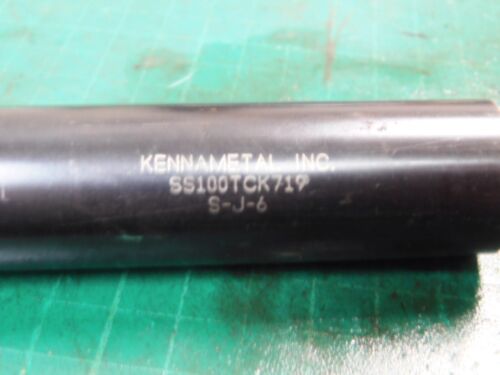 KENNAMETAL INC.
SS100TCK719
S-J-6